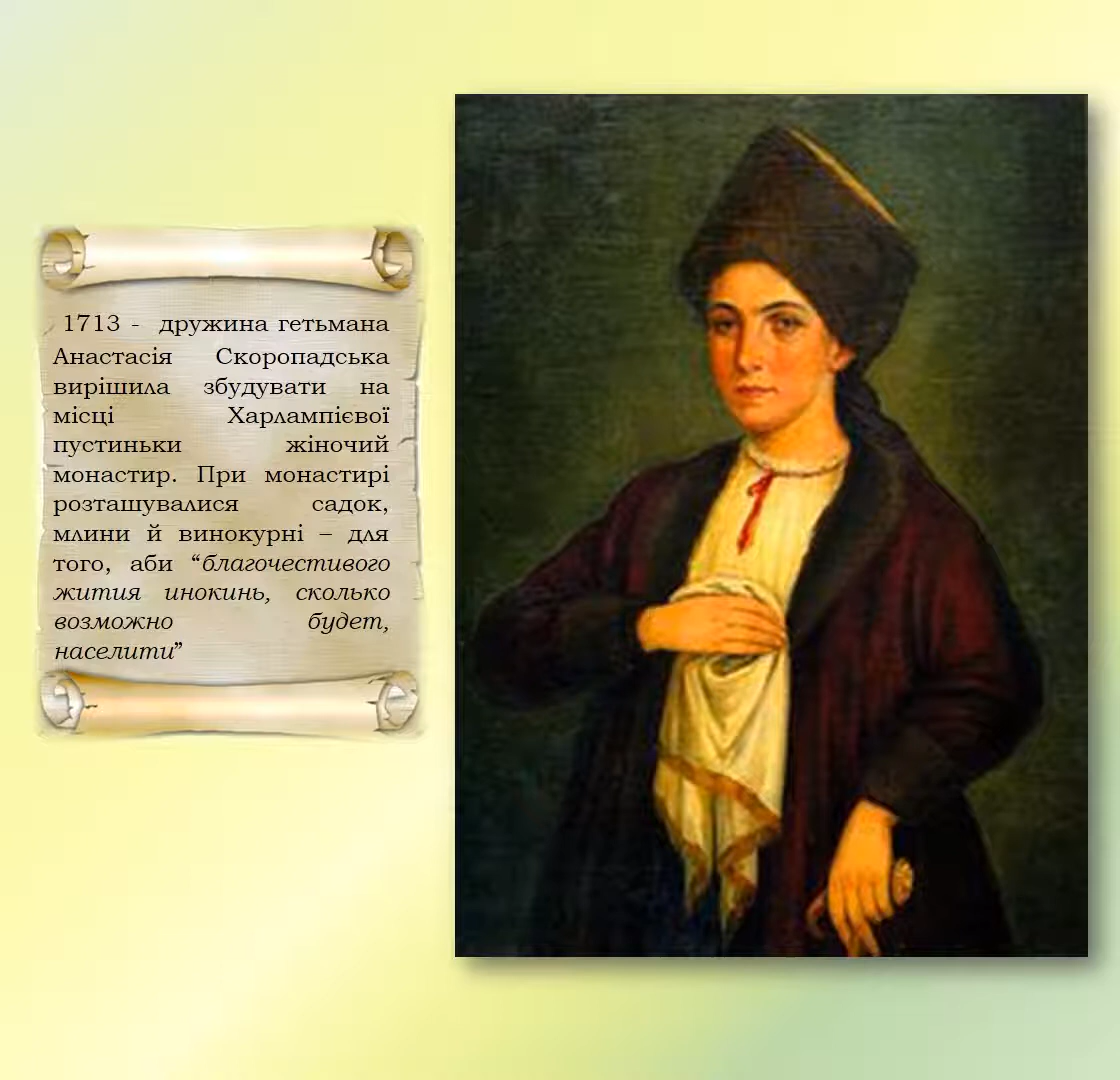 1713 - дружина гетьмана
Анастасія Скоропадська
вирішила збудувати на
місці Харлампієвої
пустиньки жіночий
монастир. При монастирі
розташувалися садок,
млини й винокурні – для
того, аби “благочестивого
жития инокинь, сколько
возможно будет,
населити”